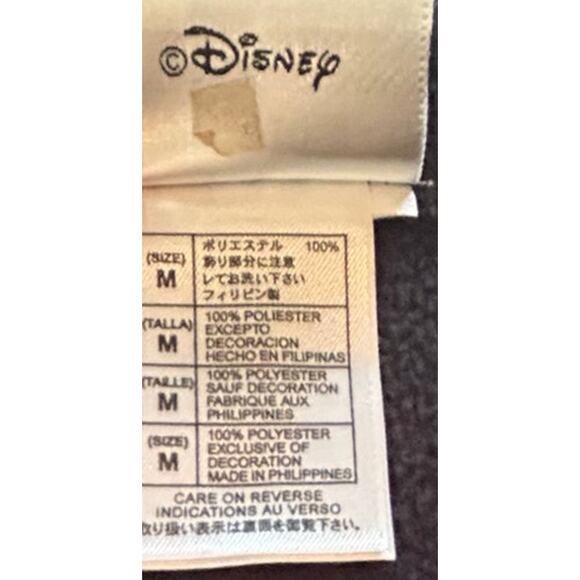 ©Disney
(SIZE)
M
ポリエステル 100%
飾り部分に注意
してお洗い下さい
フィリピン製
(TALLA)
M
100% POLIESTER
EXCEPTO
DECORACION
HECHO EN FILIPINAS
(TAILLE)
M
100% POLYESTER
SAUF DECORATION
FABRIQUE AUX
PHILIPPINES
(SIZE)
M
100% POLYESTER
EXCLUSIVE OF
DECORATION
MADE IN PHILIPPINES
CARE ON REVERSE
INDICATIONS AU VERSO
取り扱い表示は裏面を御覧下さい.